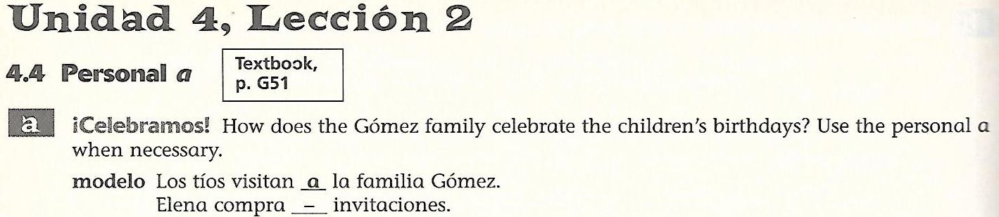 Unidad 4, Lección 2
4.4 Personal a
Textbook,
p. G51
a ¡Celebramos! How does the Gómez family celebrate the children's birthdays? Use the personal a
when necessary.
modelo Los tíos visitan _a_ la familia Gómez.
Elena compra _–_ invitaciones.